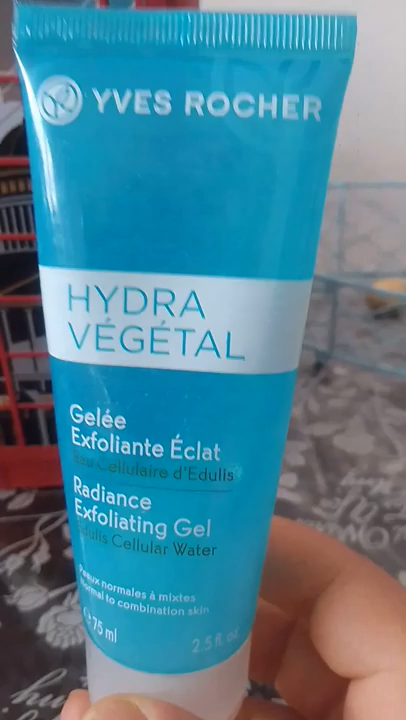 YVES ROCHER
HYDRA
VÉGÉTAL
Gelée
Exfoliante Éclat
Eau Cellulaire d'Edulis
Radiance
Exfoliating Gel
Edulis Cellular Water
Peaux normales à mixtes
Normal to combination skin
75 ml
2.5 fl. oz.